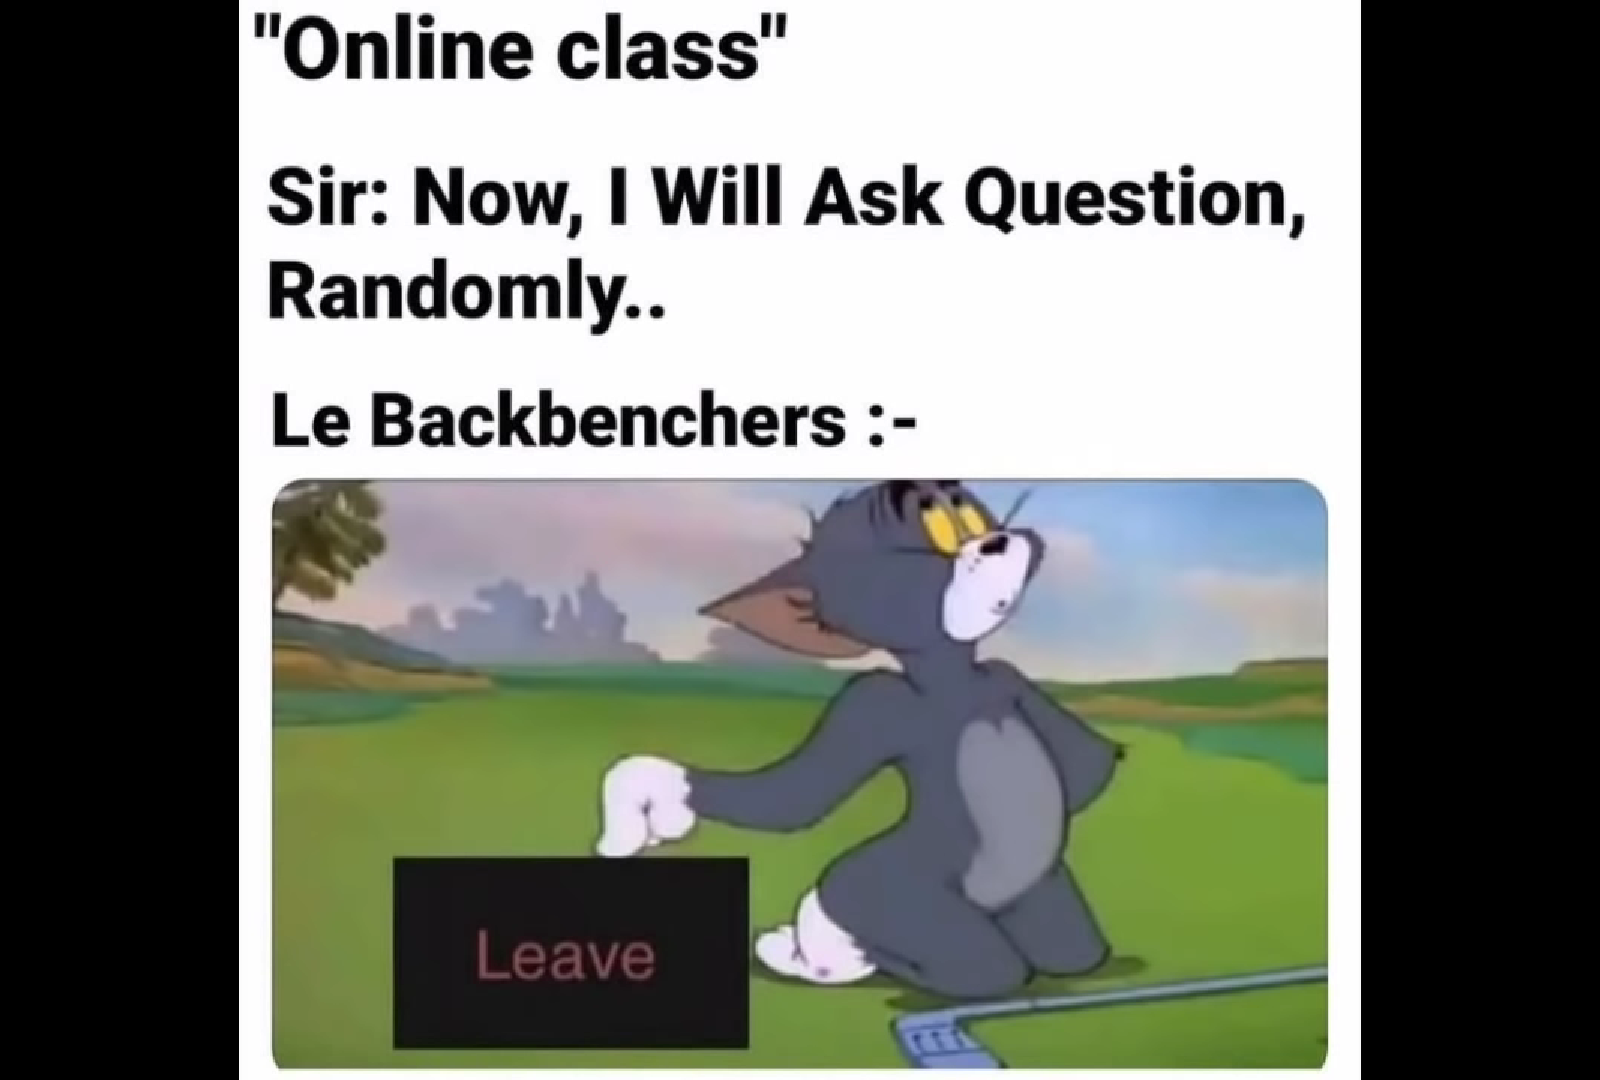 "Online class"
Sir: Now, I Will Ask Question,
Randomly..
Le Backbenchers :-
Leave